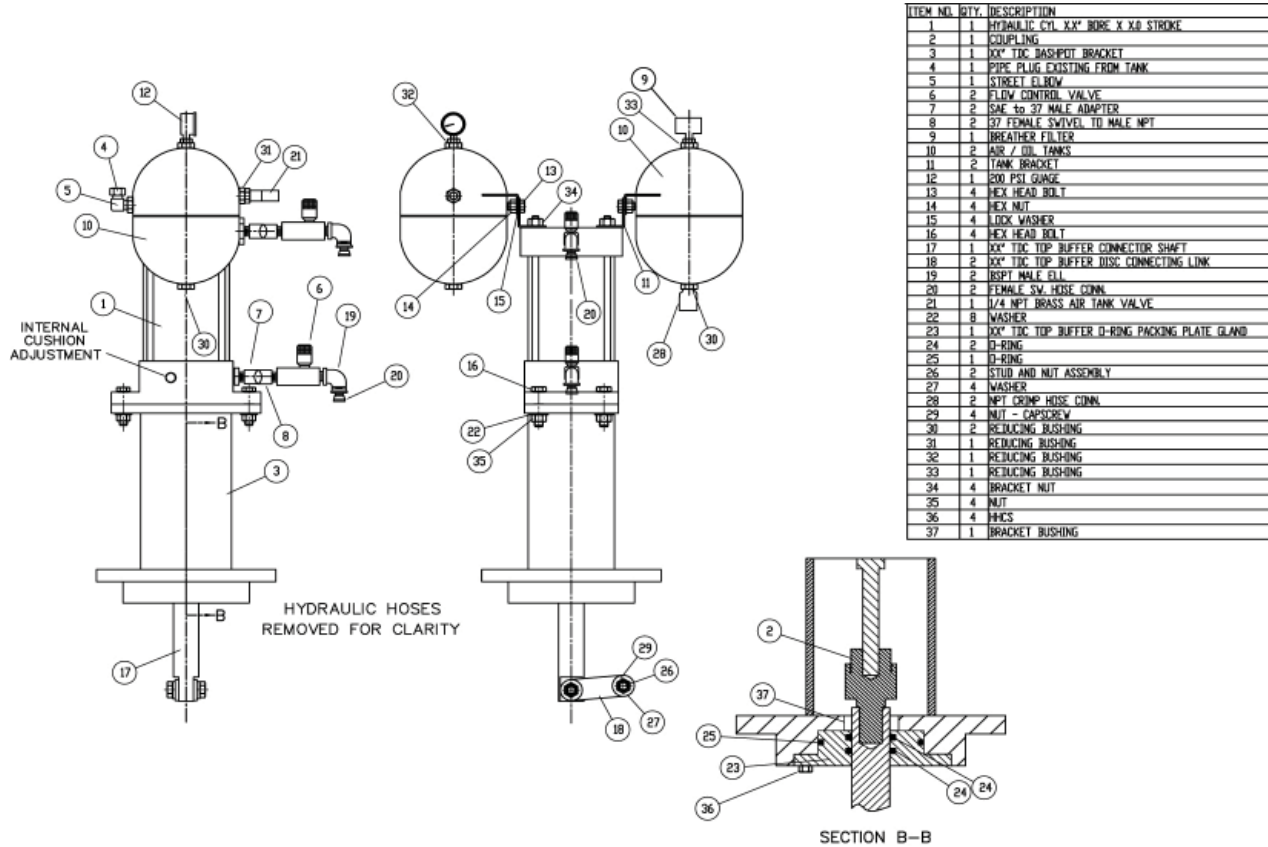 ITEM NO. QTY. DESCRIPTION
1 1 HYDAULIC CYL X.X" BORE X X.0 STROKE
2 1 COUPLING
3 1 XX" TDC DASHPOT BRACKET
4 1 PIPE PLUG EXISTING FROM TANK
5 1 STREET ELBOW
6 2 FLOW CONTROL VALVE
7 2 SAE to 37 MALE ADAPTER
8 2 37 FEMALE SWIVEL TO MALE NPT
9 1 BREATHER FILTER
10 2 AIR / OIL TANKS
11 2 TANK BRACKET
12 1 200 PSI GUAGE
13 4 HEX HEAD BOLT
14 4 HEX NUT
15 4 LOCK WASHER
16 4 HEX HEAD BOLT
17 1 XX" TDC TOP BUFFER CONNECTOR SHAFT
18 2 XX" TDC TOP BUFFER DISC CONNECTING LINK
19 2 BSPT MALE ELL
20 2 FEMALE SW. HOSE CONN.
21 1 1/4 NPT BRASS AIR TANK VALVE
22 8 WASHER
23 1 XX" TDC TOP BUFFER O-RING PACKING PLATE GLAND
24 2 O-RING
25 1 O-RING
26 2 STUD AND NUT ASSEMBLY
27 4 WASHER
28 2 NPT CRIMP HOSE CONN.
29 4 NUT - CAPSCREW
30 2 REDUCING BUSHING
31 1 REDUCING BUSHING
32 1 REDUCING BUSHING
33 1 REDUCING BUSHING
34 4 BRACKET NUT
35 4 NUT
36 4 HHCS
37 1 BRACKET BUSHING
12
4
31
21
5
10
1
6
7
19
INTERNAL
CUSHION
ADJUSTMENT
30
20
8
B
3
B
17
HYDRAULIC HOSES
REMOVED FOR CLARITY
32
9
33
10
13
34
14
15
20
11
28
30
16
22
35
29
26
18
27
2
37
25
23
36
24
24
SECTION B-B